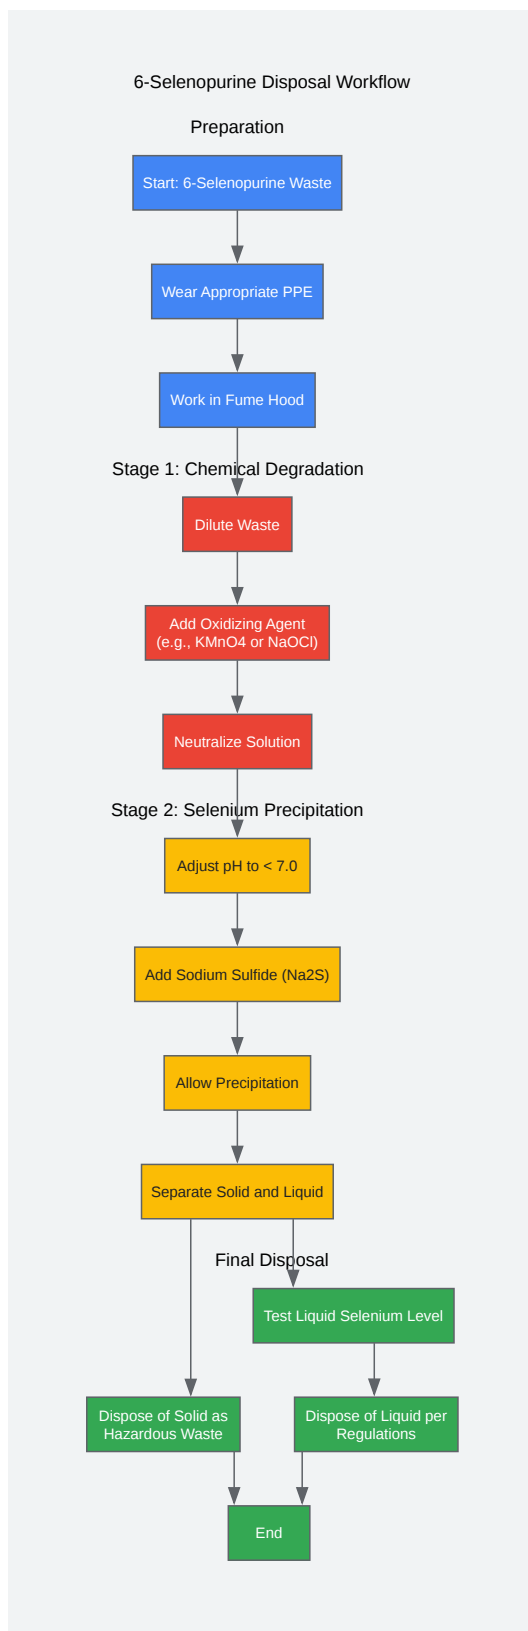 6-Selenopurine Disposal Workflow
Preparation
Start: 6-Selenopurine Waste
Wear Appropriate PPE
Work in Fume Hood
Stage 1: Chemical Degradation
Dilute Waste
Add Oxidizing Agent
(e.g., KMnO4 or NaOCl)
Neutralize Solution
Stage 2: Selenium Precipitation
Adjust pH to < 7.0
Add Sodium Sulfide (Na2S)
Allow Precipitation
Separate Solid and Liquid
Final Disposal
Test Liquid Selenium Level
Dispose of Solid as
Hazardous Waste
Dispose of Liquid per
Regulations
End